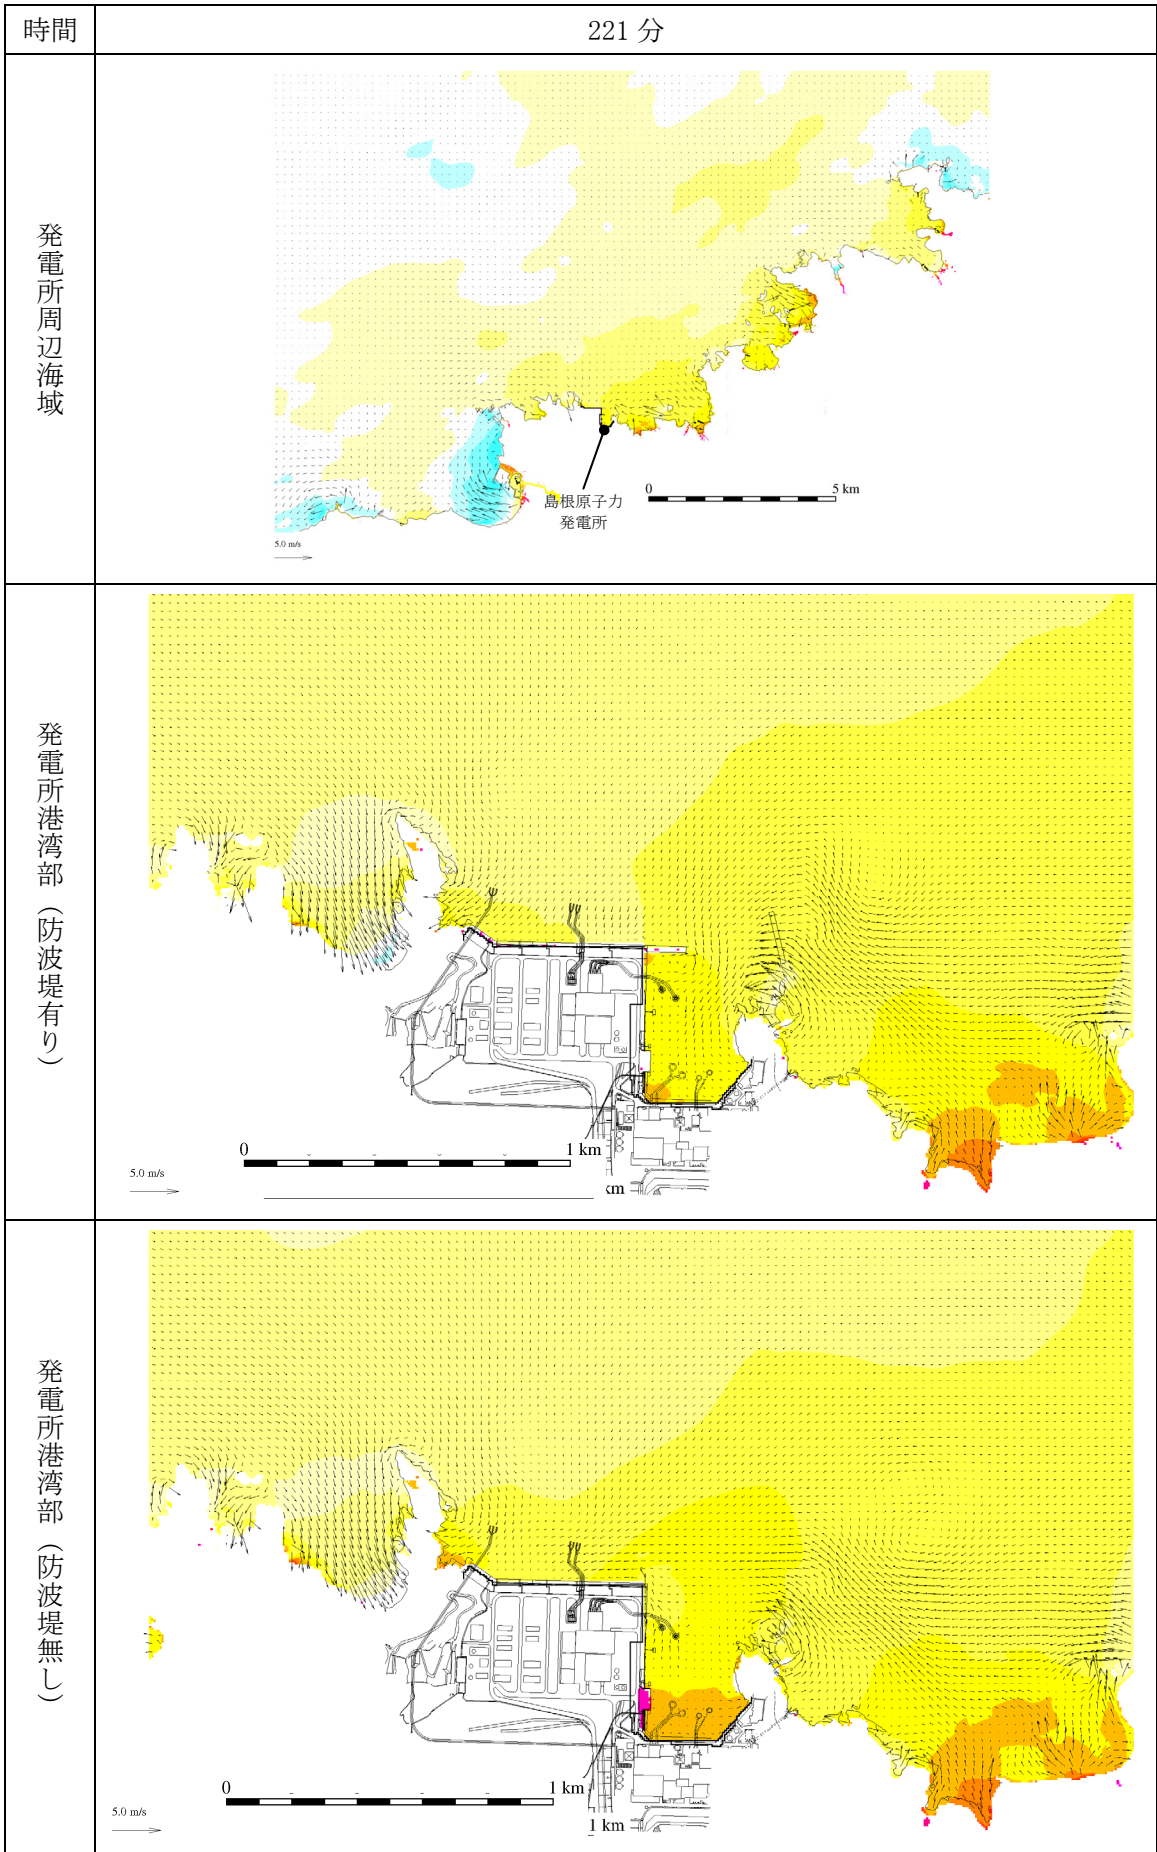 時間
221 分
発電所周辺海域
島根原子力
発電所
0 5 km
5.0 m/s
発電所港湾部（防波堤有り）
0 1 km
5.0 m/s
km
発電所港湾部（防波堤無し）
0 1 km
5.0 m/s
1 km